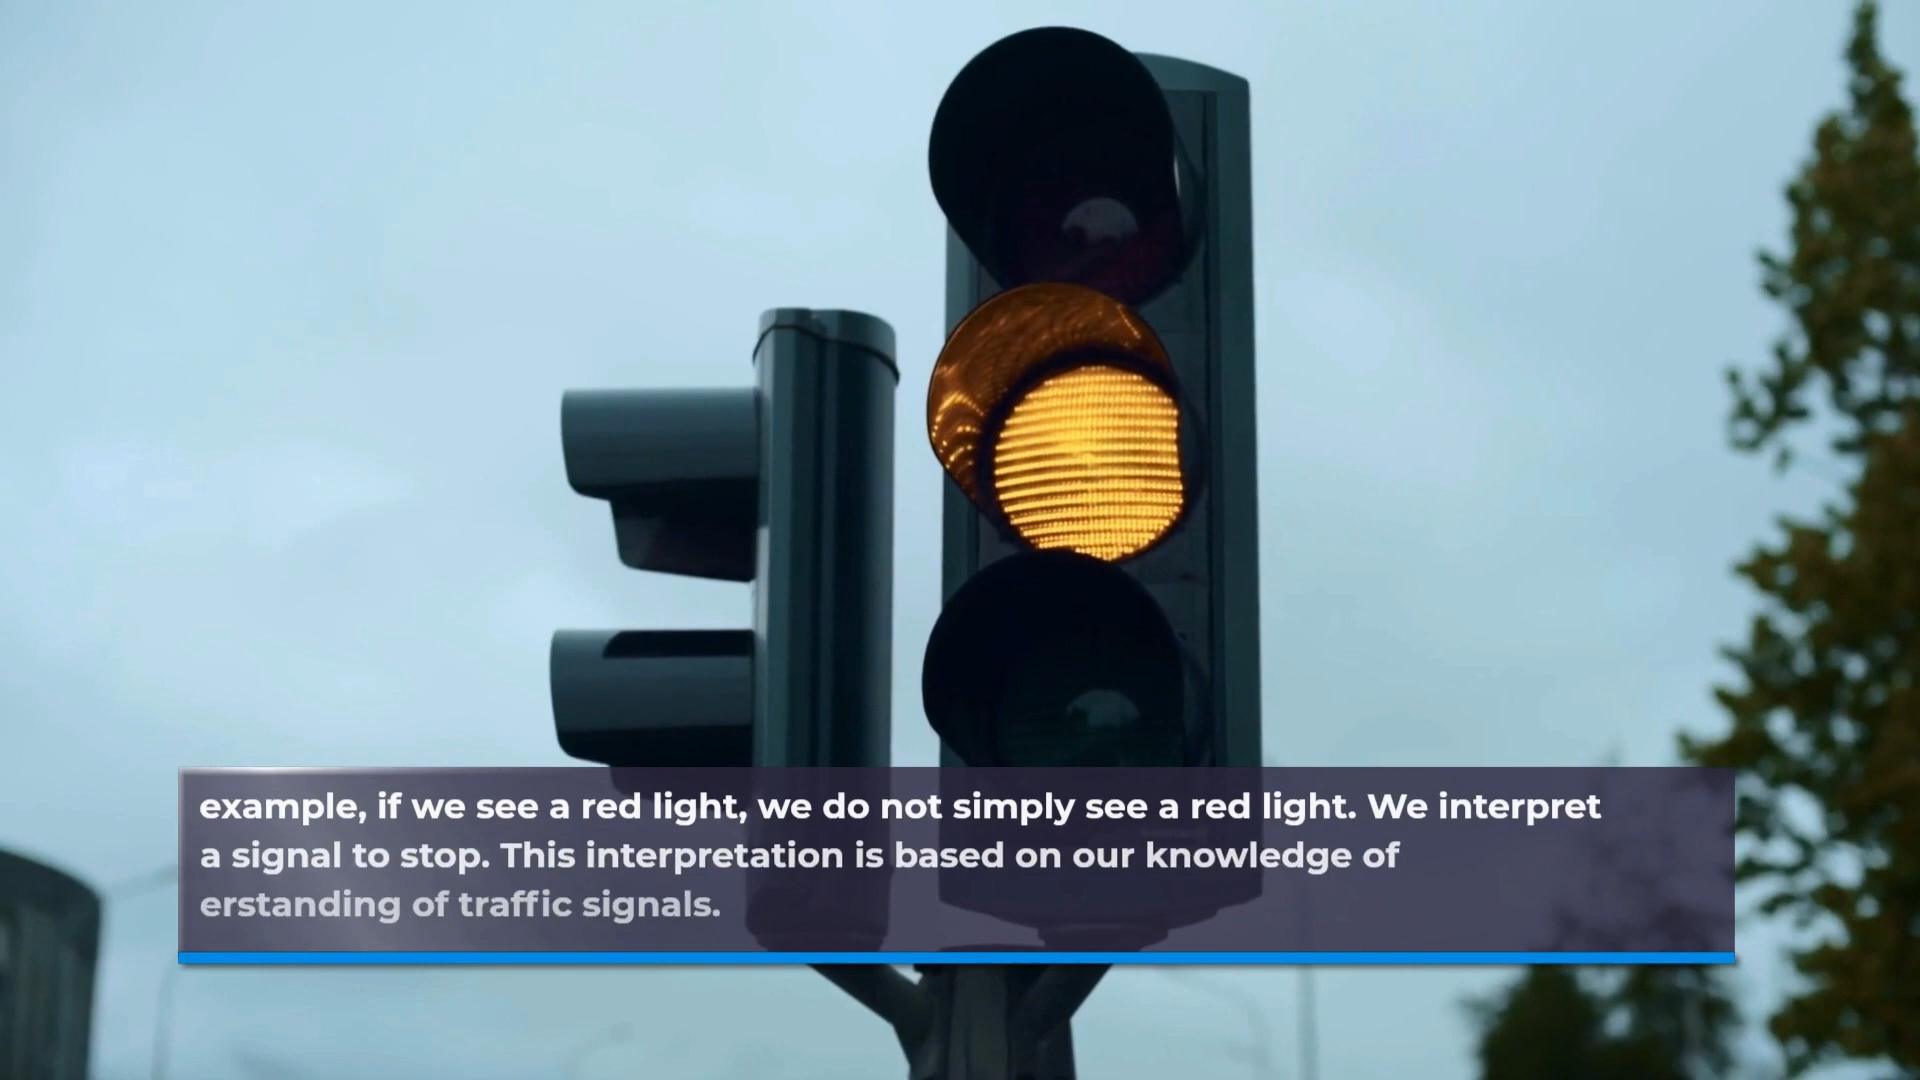 example, if we see a red light, we do not simply see a red light. We interpret
a signal to stop. This interpretation is based on our knowledge of
erstanding of traffic signals.